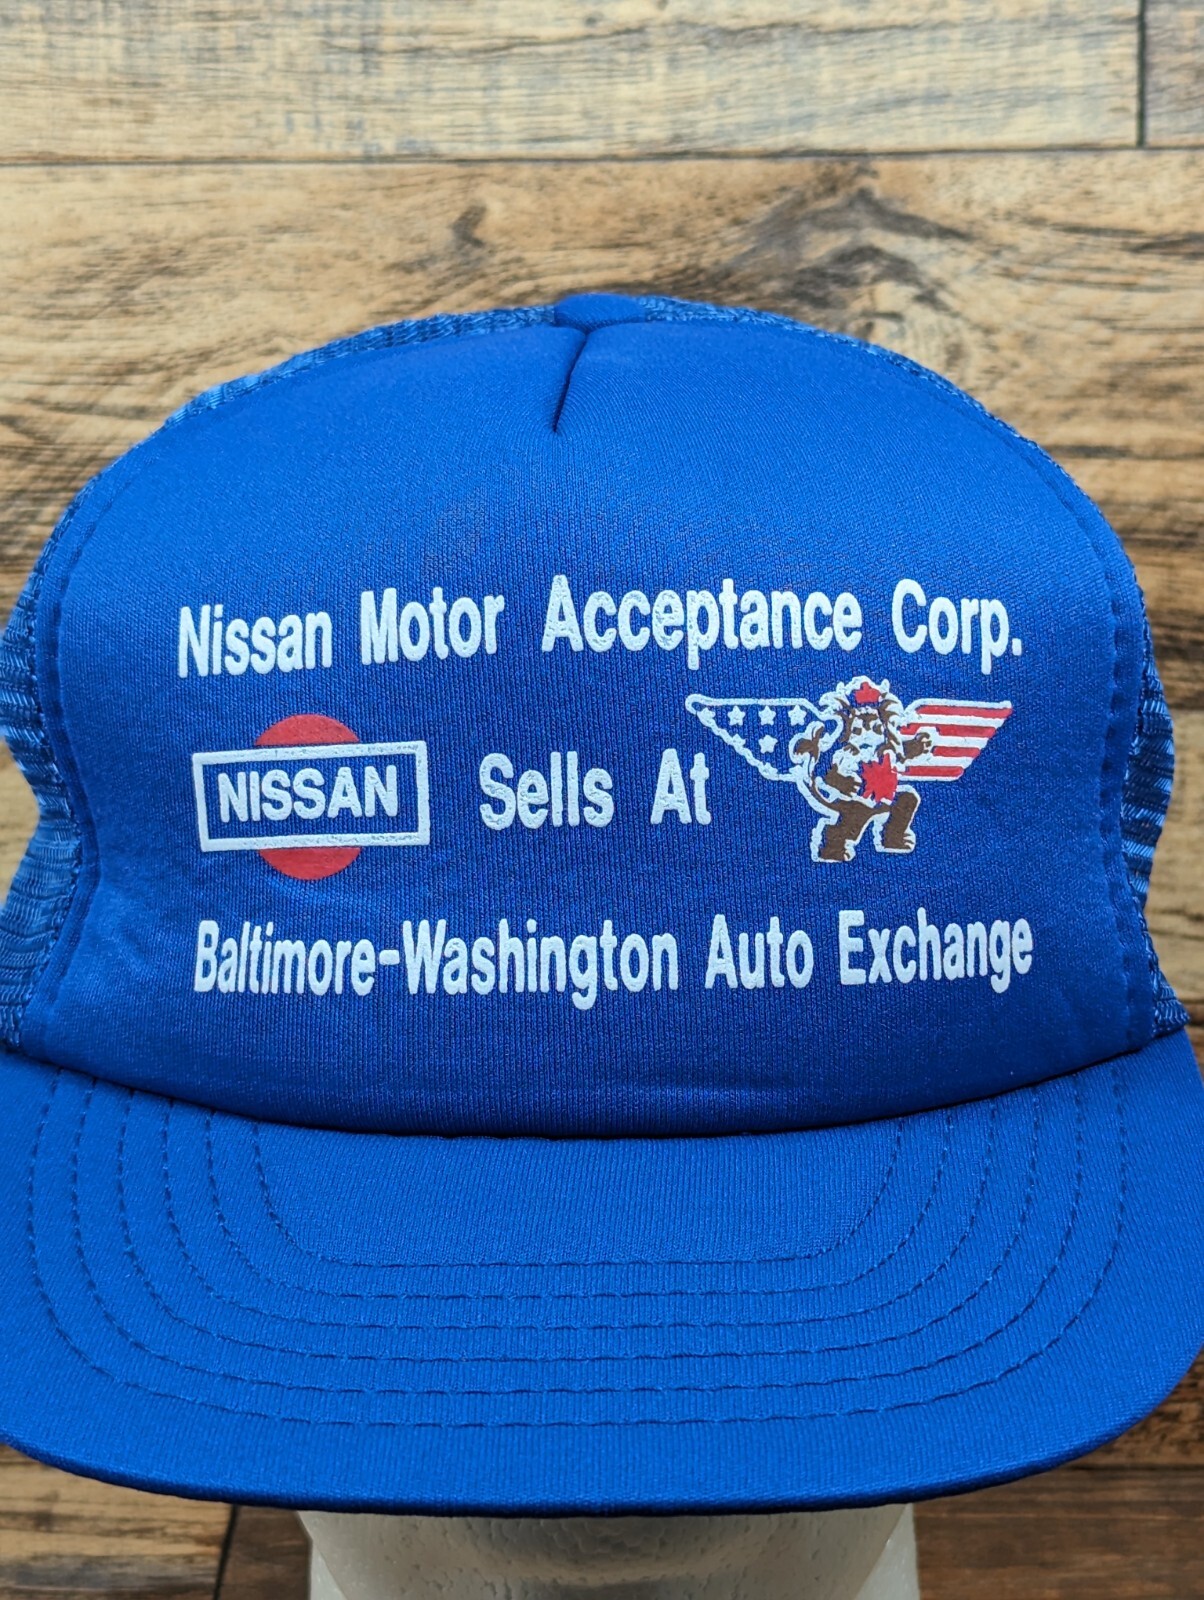 Nissan Motor Acceptance Corp.
NISSAN Sells At
Baltimore-Washington Auto Exchange